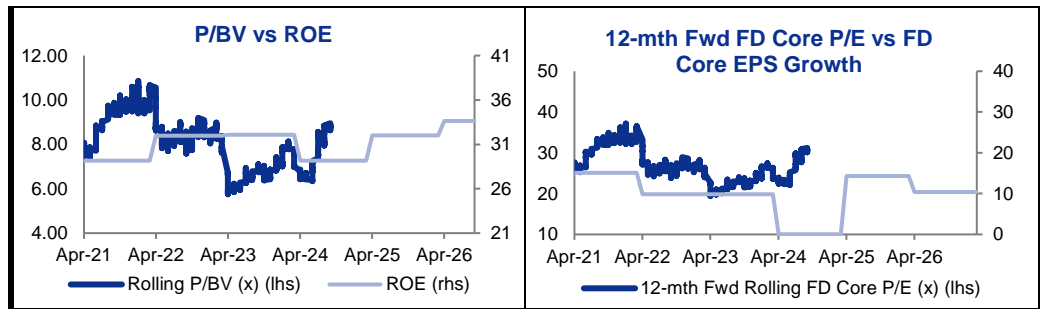 P/BV vs ROE
12.00
10.00
8.00
6.00
4.00
41
36
31
26
21
Apr-21 Apr-22 Apr-23 Apr-24 Apr-25 Apr-26
Rolling P/BV (x) (lhs) ROE (rhs)
12-mth Fwd FD Core P/E vs FD
Core EPS Growth
50
40
30
20
10
40
30
20
10
0
Apr-21 Apr-22 Apr-23 Apr-24 Apr-25 Apr-26
12-mth Fwd Rolling FD Core P/E (x) (lhs)